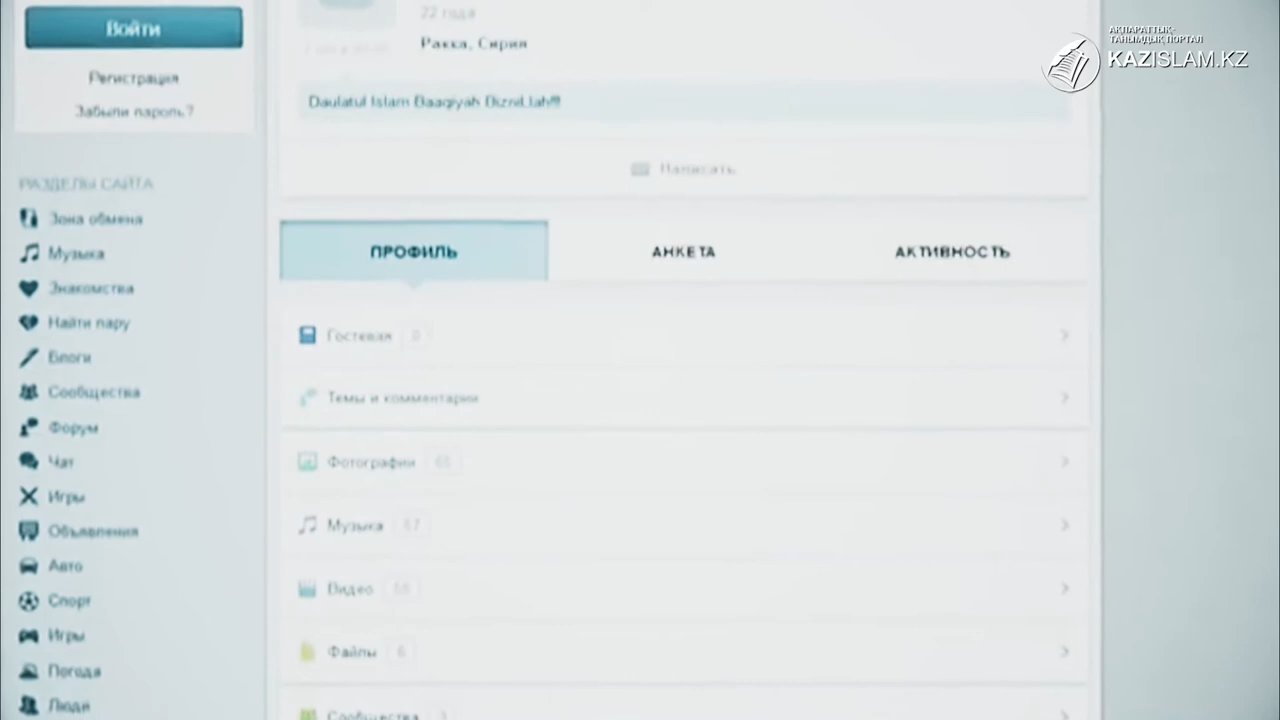 АҚПАРАТТЫҚ-
ТАНЫМДЫҚ ПОРТАЛ
KAZISLAM.KZ
Войти
Регистрация
Забыли пароль?
РАЗДЕЛЫ САЙТА
Зона обмена
Музыка
Знакомства
Найти пару
Блоги
Сообщества
Форум
Чат
Игры
Объявления
Авто
Спорт
Игры
Погода
Люди
22 года
Ракка, Сирия
Daulatul Islam Baaqiyah BiznilLlah!!!
Написать
ПРОФИЛЬ
АНКЕТА
АКТИВНОСТЬ
Гостевая
Темы и комментарии
Фотографии
Музыка
Видео
Файлы 6
Сообщества